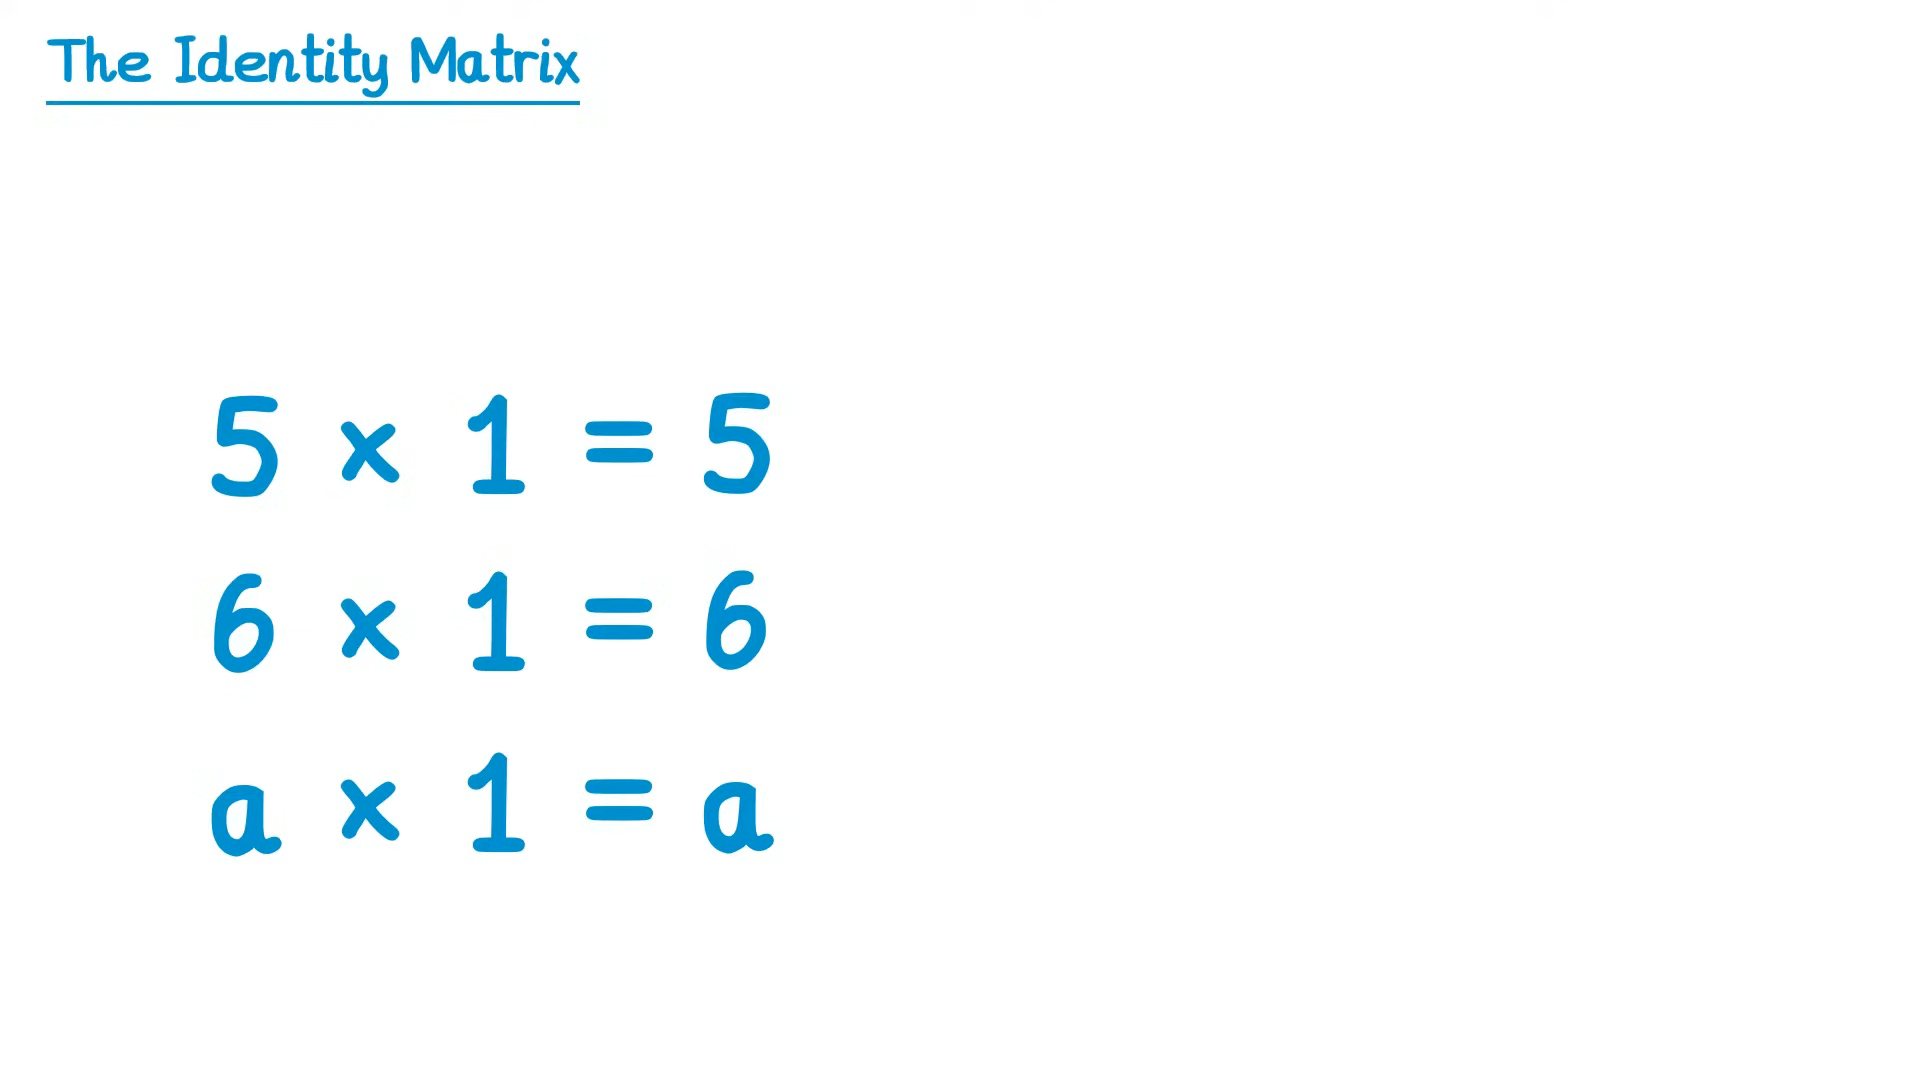 The Identity Matrix
5 × 1 = 5
6 × 1 = 6
a × 1 = a